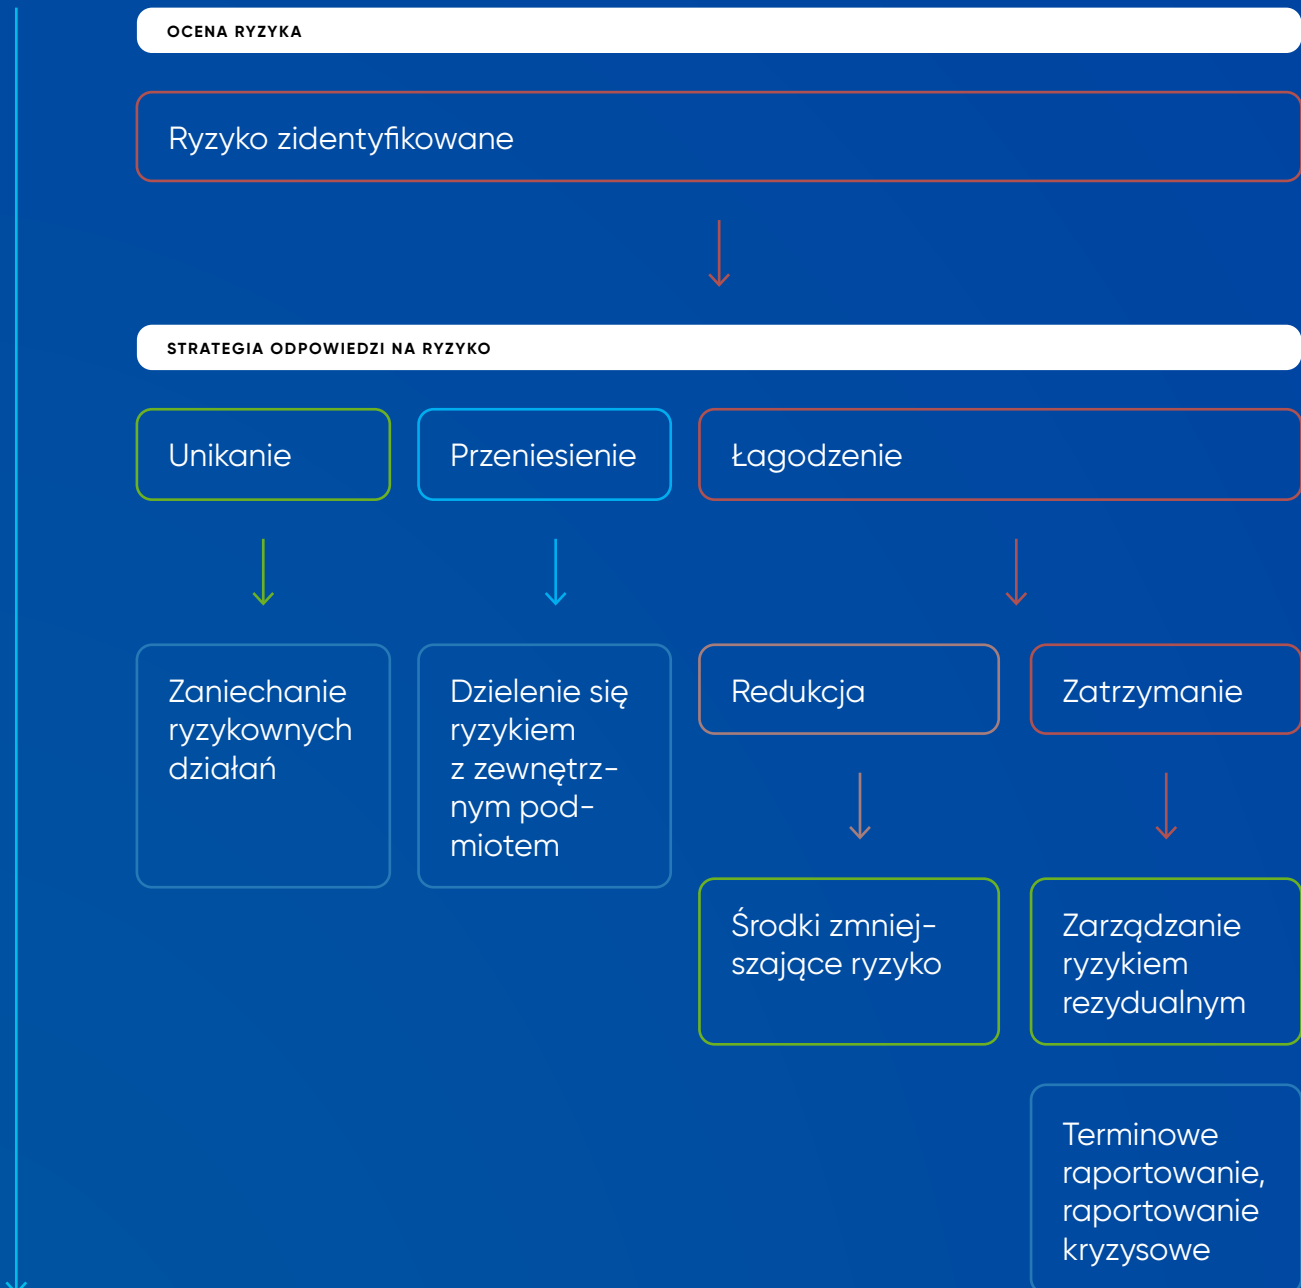 OCENA RYZYKA
Ryzyko zidentyfikowane
STRATEGIA ODPOWIEDZI NA RYZYKO
Unikanie
Przeniesienie
Łagodzenie
Zaniechanie
ryzykownych
działań
Dzielenie się
ryzykiem
z zewnętrz-
nym pod-
miotem
Redukcja
Zatrzymanie
Środki zmniej-
szające ryzyko
Zarządzanie
ryzykiem
rezydualnym
Terminowe
raportowanie,
raportowanie
kryzysowe